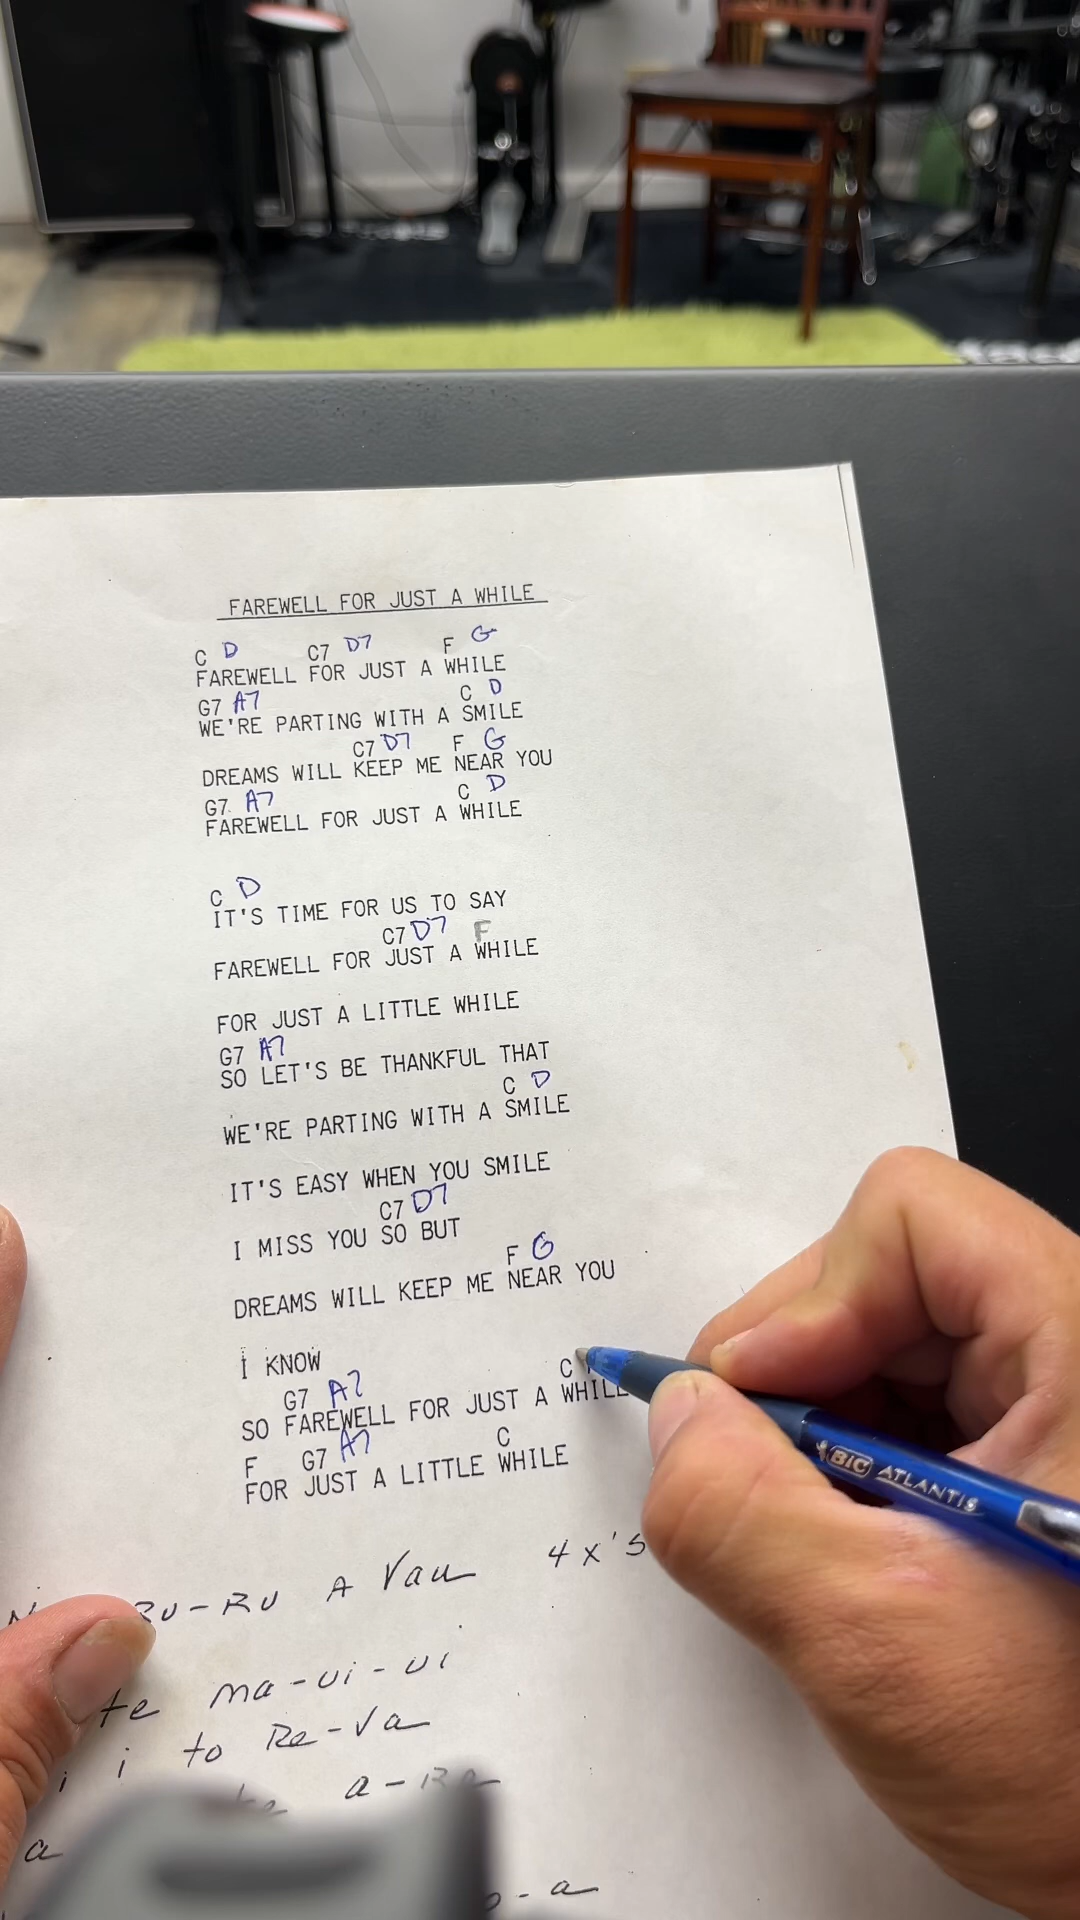 FAREWELL FOR JUST A WHILE
C D C7 D7 F G
FAREWELL FOR JUST A WHILE
G7 A7 C D
WE'RE PARTING WITH A SMILE
C7 D7 F G
DREAMS WILL KEEP ME NEAR YOU
G7 A7 C D
FAREWELL FOR JUST A WHILE
C D
IT'S TIME FOR US TO SAY
C7 D7 F
FAREWELL FOR JUST A WHILE
FOR JUST A LITTLE WHILE
G7 A7
SO LET'S BE THANKFUL THAT
C D
WE'RE PARTING WITH A SMILE
IT'S EASY WHEN YOU SMILE
C7 D7
I MISS YOU SO BUT
F G
DREAMS WILL KEEP ME NEAR YOU
I KNOW
G7 A7 C
SO FAREWELL FOR JUST A WHILE
F G7 A7 C
FOR JUST A LITTLE WHILE
RU-RU A Vau 4x's
te ma-ui-ui
i to Re-Va
a-Ra
a
BIC ATLANTIS